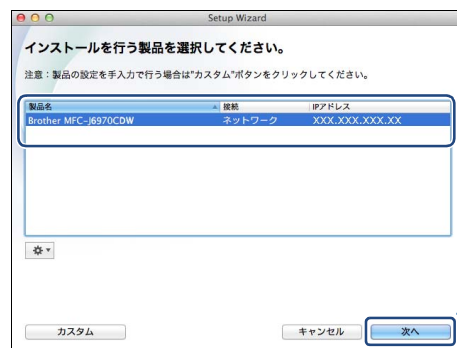 Setup Wizard
インストールを行う製品を選択してください。
注意：製品の設定を手入力で行う場合は"カスタム"ボタンをクリックしてください。
製品名 接続 IPアドレス
Brother MFC-J6970CDW ネットワーク XXX.XXX.XXX.XX
カスタム キャンセル 次へ